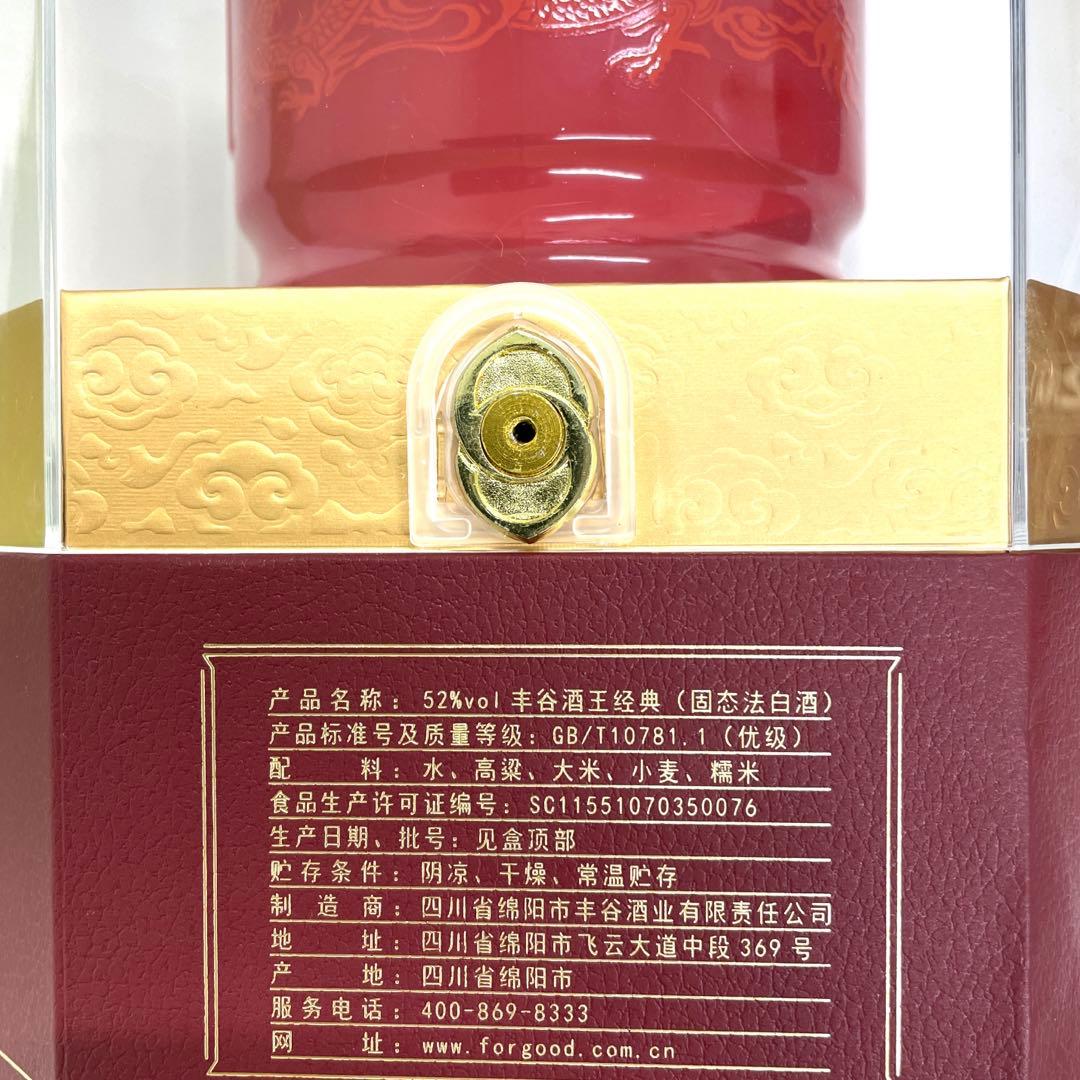 产品名称：52%vol丰谷酒王经典（固态法白酒）
产品标准号及质量等级：GB/T10781.1（优级）
配 料：水、高粱、大米、小麦、糯米
食品生产许可证编号：SC11551070350076
生产日期、批号：见盒顶部
贮存条件：阴凉、干燥、常温贮存
制造商：四川省绵阳市丰谷酒业有限责任公司
地 址：四川省绵阳市飞云大道中段369号
产 地：四川省绵阳市
服务电话：400-869-8333
网 址：www.forgood.com.cn